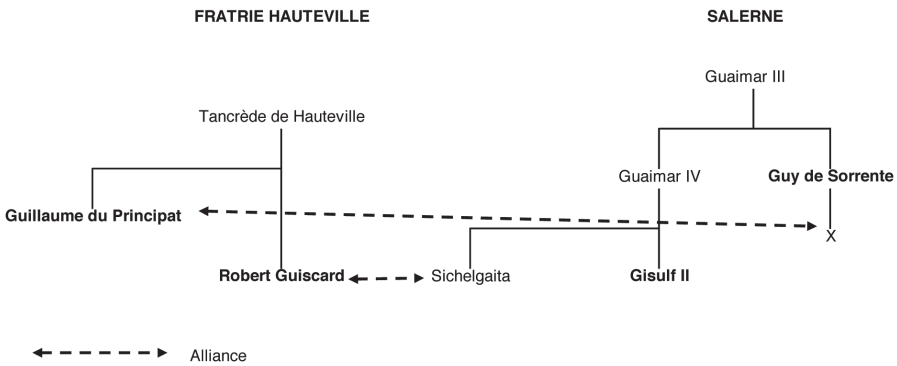 FRATRIE HAUTEVILLE
SALERNE
Guaimar III
Tancrède de Hauteville
Guaimar IV
Guy de Sorrente
Guillaume du Principat
X
Robert Guiscard
Sichelgaita
Gisulf II
Alliance